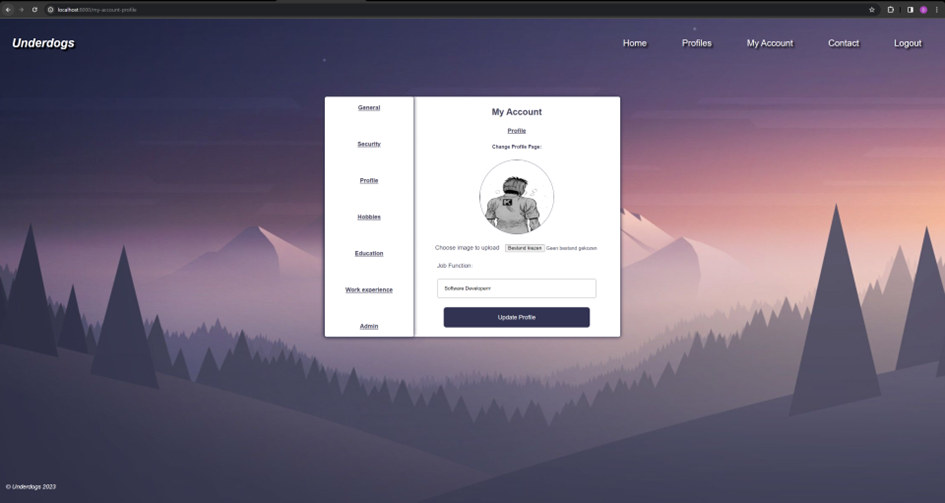 localhost:8080/my-account-profile
Underdogs
Home Profiles My Account Contact Logout
General
Security
Profile
Hobbies
Education
Work experience
Admin
My Account
Profile
Change Profile Page:
Choose image to upload Bestand kiezen Geen bestand gekozen
Job Function:
Software Developer
Update Profile
© Underdogs 2023